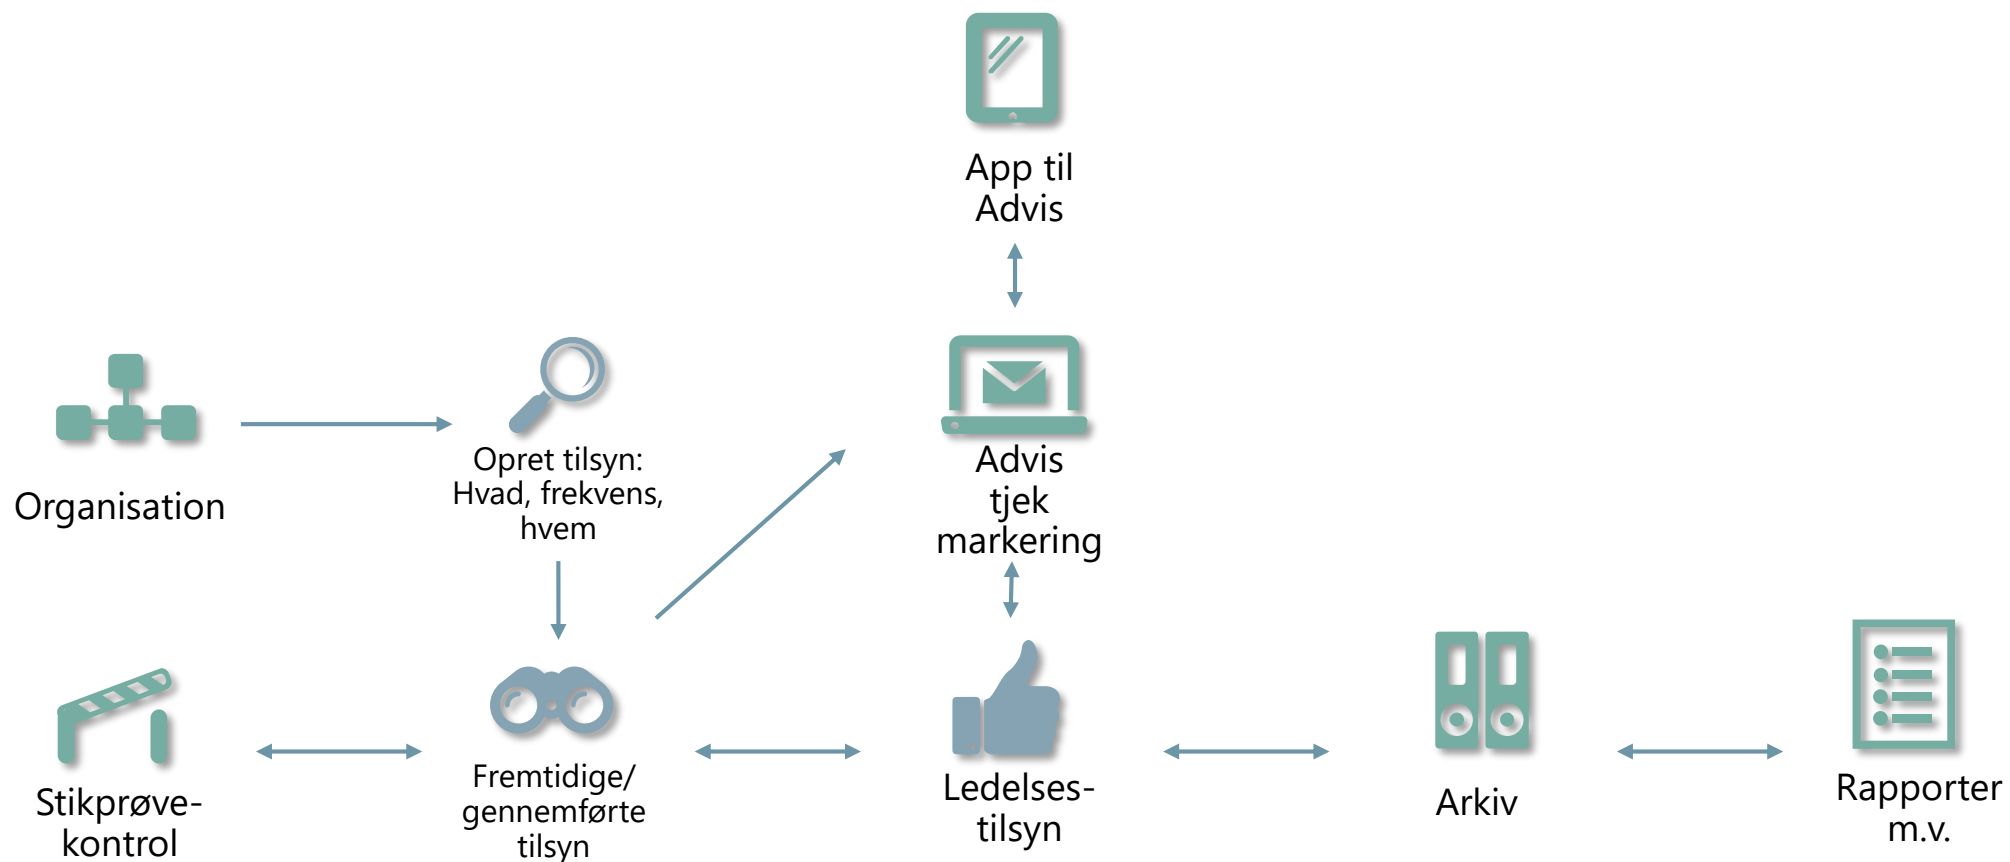 App til
Advis
Organisation
Opret tilsyn:
Hvad, frekvens,
hvem
Advis
tjek
markering
Stikprøve-
kontrol
Fremtidige/
gennemførte
tilsyn
Ledelses-
tilsyn
Arkiv
Rapporter
m.v.